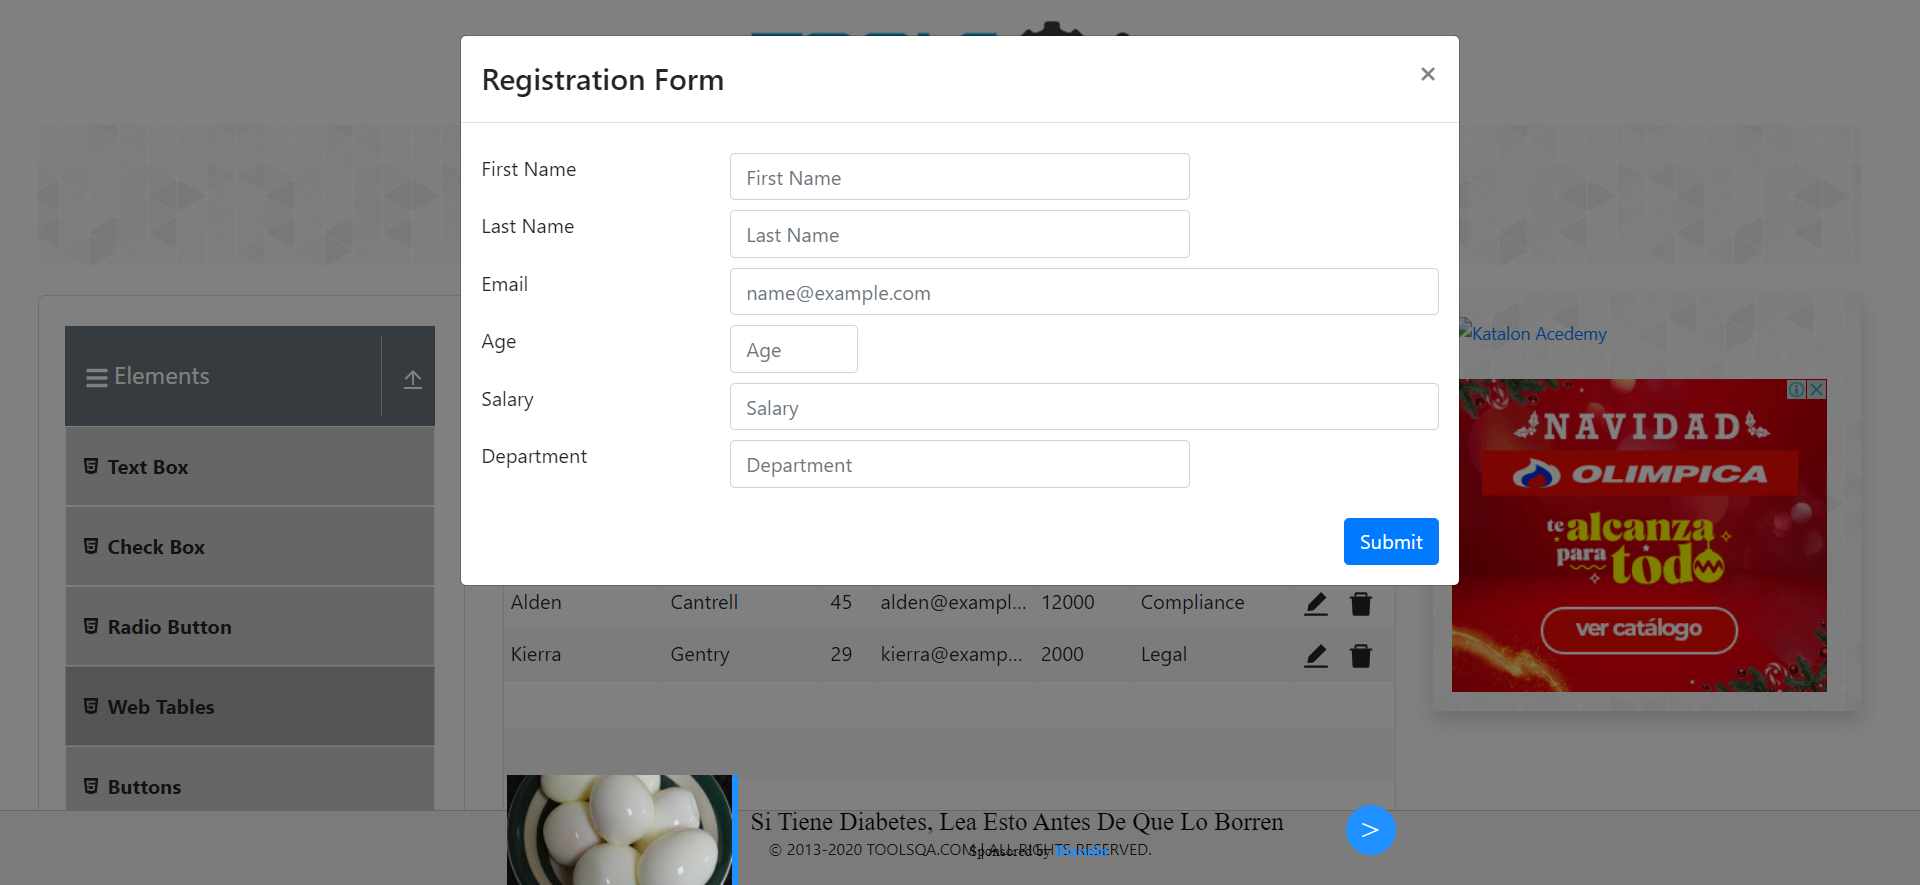 Registration Form
×
First Name
First Name
Last Name
Last Name
Email
name@example.com
Age
Age
Salary
Salary
Department
Department
Submit
Elements
Text Box
Check Box
Radio Button
Web Tables
Buttons
Alden Cantrell 45 alden@exampl... 12000 Compliance
Kierra Gentry 29 kierra@examp... 2000 Legal
Katalon Acedemy
NAVIDAD
OLIMPICA
te alcanza
para todo
ver catálogo
Si Tiene Diabetes, Lea Esto Antes De Que Lo Borren
>
© 2013-2020 TOOLSQA.COM | ALL RIGHTS RESERVED.
Sponsored by